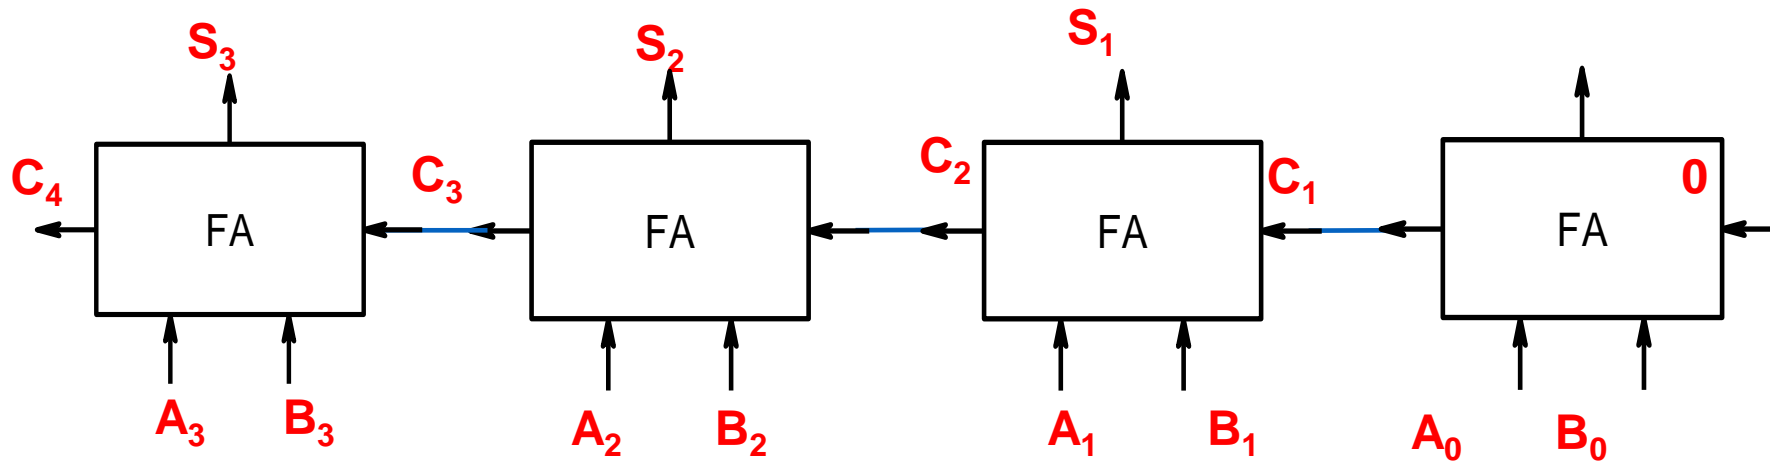 S₃ S₂ S₁
C₄ C₃ C₂ C₁ 0
FA FA FA FA
A₃ B₃ A₂ B₂ A₁ B₁ A₀ B₀